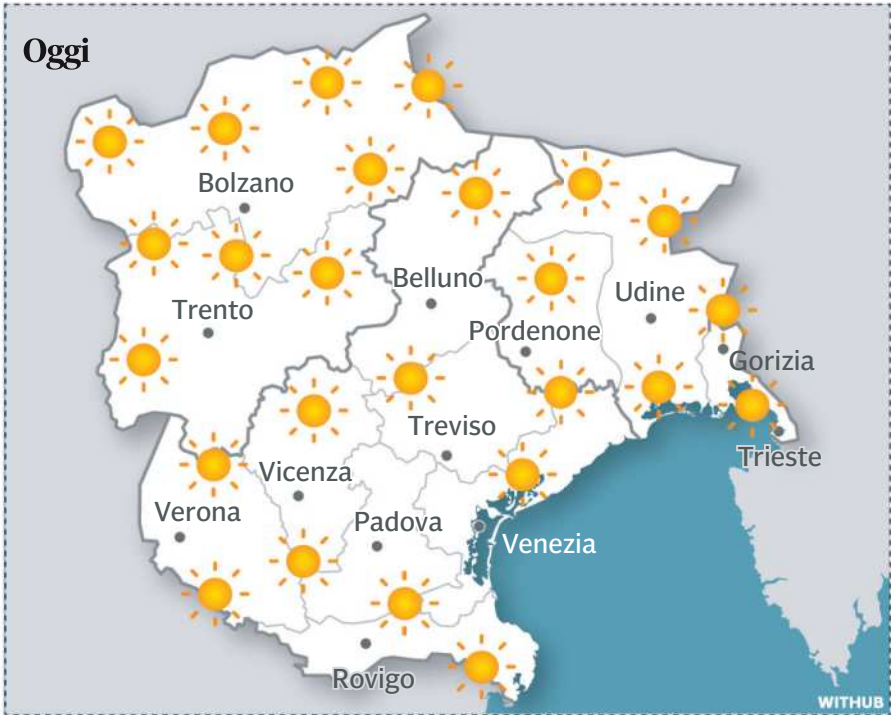 Oggi
Bolzano
Trento
Belluno
Udine
Pordenone
Gorizia
Treviso
Trieste
Vicenza
Verona
Padova
Venezia
Rovigo
WITHUB